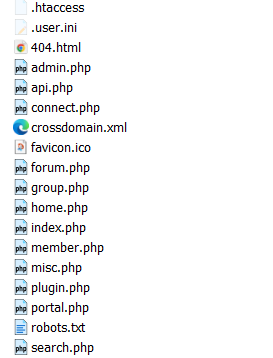 .htaccess
.user.ini
404.html
admin.php
api.php
connect.php
crossdomain.xml
favicon.ico
forum.php
group.php
home.php
index.php
member.php
misc.php
plugin.php
portal.php
robots.txt
search.php